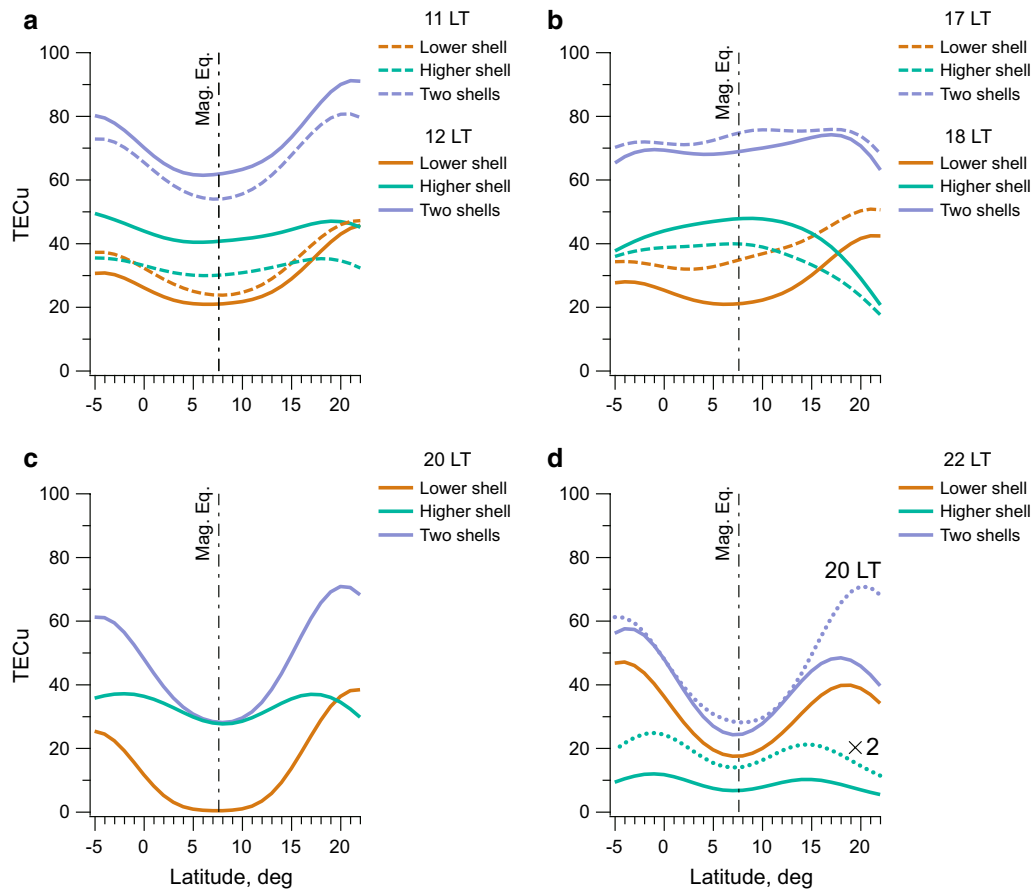 a
11 LT
Lower shell
Higher shell
Two shells
12 LT
Lower shell
Higher shell
Two shells
Mag. Eq.
TECu
100
80
60
40
20
0
-5 0 5 10 15 20
b
17 LT
Lower shell
Higher shell
Two shells
18 LT
Lower shell
Higher shell
Two shells
Mag. Eq.
100
80
60
40
20
0
-5 0 5 10 15 20
c
20 LT
Lower shell
Higher shell
Two shells
Mag. Eq.
TECu
100
80
60
40
20
0
-5 0 5 10 15 20
Latitude, deg
d
22 LT
Lower shell
Higher shell
Two shells
Mag. Eq.
20 LT
×2
100
80
60
40
20
0
-5 0 5 10 15 20
Latitude, deg